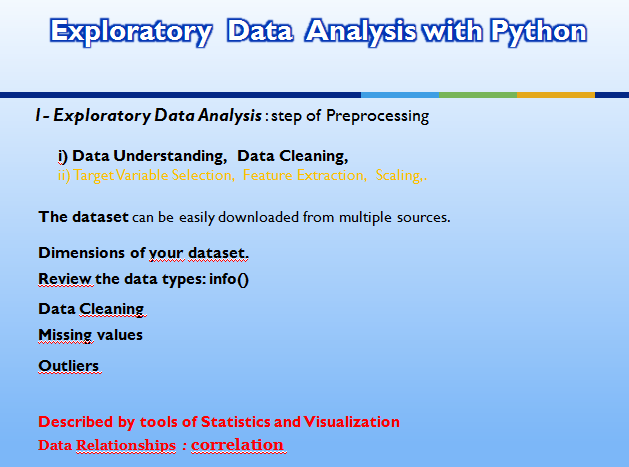 Exploratory Data Analysis with Python
1- Exploratory Data Analysis : step of Preprocessing
i) Data Understanding, Data Cleaning,
ii) Target Variable Selection, Feature Extraction, Scaling,.
The dataset can be easily downloaded from multiple sources.
Dimensions of your dataset.
Review the data types: info()
Data Cleaning
Missing values
Outliers
Described by tools of Statistics and Visualization
Data Relationships : correlation